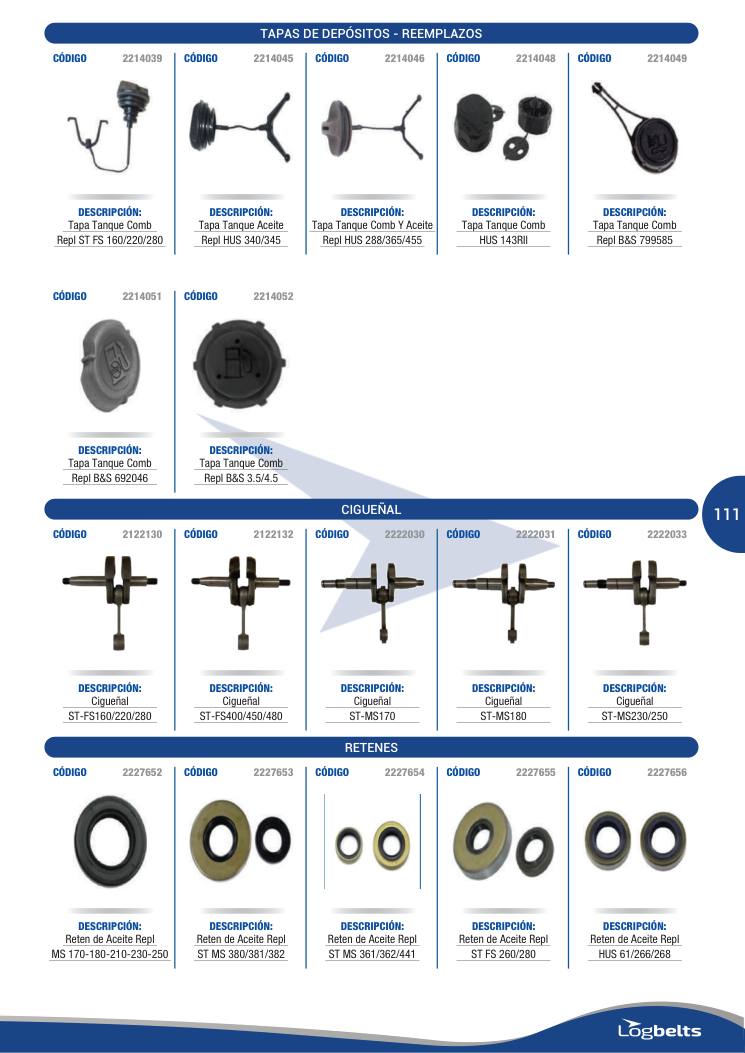 TAPAS DE DEPÓSITOS - REEMPLAZOS
CÓDIGO 2214039
DESCRIPCIÓN:
Tapa Tanque Comb
Repl ST FS 160/220/280
CÓDIGO 2214045
DESCRIPCIÓN:
Tapa Tanque Aceite
Repl HUS 340/345
CÓDIGO 2214046
DESCRIPCIÓN:
Tapa Tanque Comb Y Aceite
Repl HUS 288/365/455
CÓDIGO 2214048
DESCRIPCIÓN:
Tapa Tanque Comb
HUS 143RII
CÓDIGO 2214049
DESCRIPCIÓN:
Tapa Tanque Comb
Repl B&S 799585
CÓDIGO 2214051
DESCRIPCIÓN:
Tapa Tanque Comb
Repl B&S 692046
CÓDIGO 2214052
DESCRIPCIÓN:
Tapa Tanque Comb
Repl B&S 3.5/4.5
CIGUEÑAL
111
CÓDIGO 2122130
DESCRIPCIÓN:
Cigueñal
ST-FS160/220/280
CÓDIGO 2122132
DESCRIPCIÓN:
Cigueñal
ST-FS400/450/480
CÓDIGO 2222030
DESCRIPCIÓN:
Cigueñal
ST-MS170
CÓDIGO 2222031
DESCRIPCIÓN:
Cigueñal
ST-MS180
CÓDIGO 2222033
DESCRIPCIÓN:
Cigueñal
ST-MS230/250
RETENES
CÓDIGO 2227652
DESCRIPCIÓN:
Reten de Aceite Repl
MS 170-180-210-230-250
CÓDIGO 2227653
DESCRIPCIÓN:
Reten de Aceite Repl
ST MS 380/381/382
CÓDIGO 2227654
DESCRIPCIÓN:
Reten de Aceite Repl
ST MS 361/362/441
CÓDIGO 2227655
DESCRIPCIÓN:
Reten de Aceite Repl
ST FS 260/280
CÓDIGO 2227656
DESCRIPCIÓN:
Reten de Aceite Repl
HUS 61/266/268
Logbelts